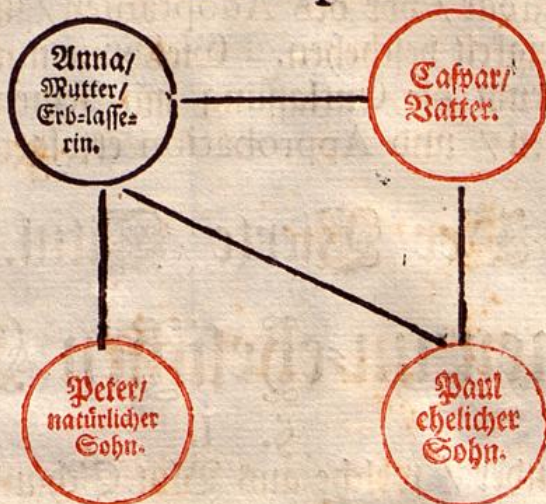 Anna/
Mutter/
Erb-lasse-
rin.
Caspar/
Vatter.
Peter/
natürlicher
Sohn.
Paul
ehelicher
Sohn.